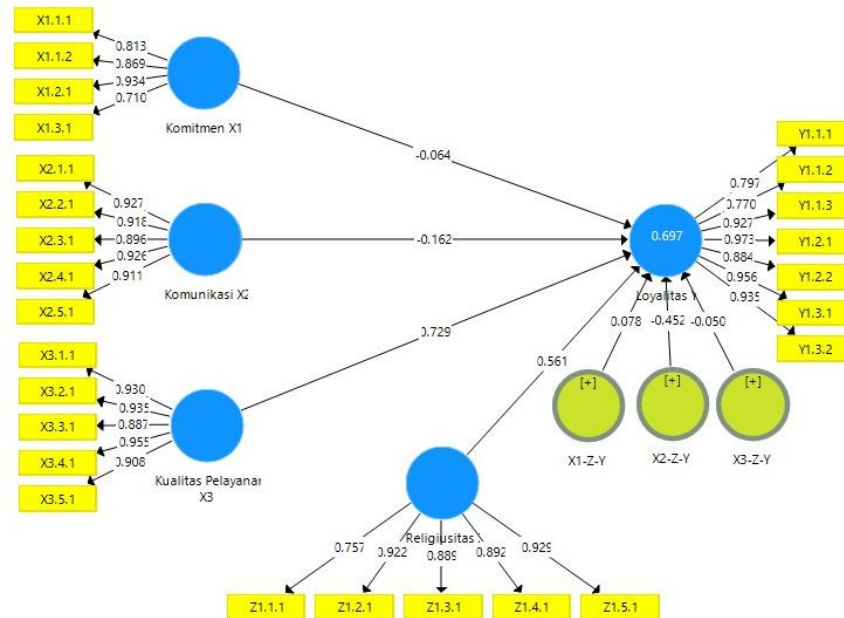 X1.1.1
X1.1.2
X1.2.1
X1.3.1
0.813
0.869
0.934
0.710
Komitmen X1
-0.064
X2.1.1
X2.2.1
X2.3.1
X2.4.1
X2.5.1
0.927
0.918
0.896
0.926
0.911
Komunikasi X2
-0.162
X3.1.1
X3.2.1
X3.3.1
X3.4.1
X3.5.1
0.930
0.935
0.887
0.955
0.908
Kualitas Pelayanan
X3
0.729
0.697
Loyalitas Y
Y1.1.1
Y1.1.2
Y1.1.3
Y1.2.1
Y1.2.2
Y1.3.1
Y1.3.2
0.797
0.770
0.927
0.973
0.884
0.956
0.935
0.078
-0.452
-0.050
[+]
[+]
[+]
X1-Z-Y
X2-Z-Y
X3-Z-Y
0.561
Religiusitas
0.757
0.922
0.889
0.892
0.929
Z1.1.1
Z1.2.1
Z1.3.1
Z1.4.1
Z1.5.1